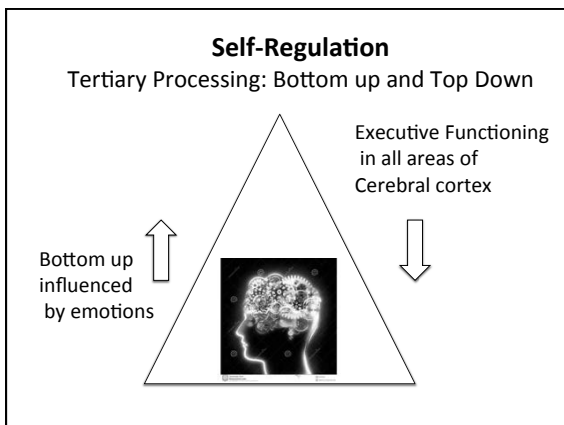 Self-Regulation
Tertiary Processing: Bottom up and Top Down
Executive Functioning
in all areas of
Cerebral cortex
Bottom up
influenced
by emotions